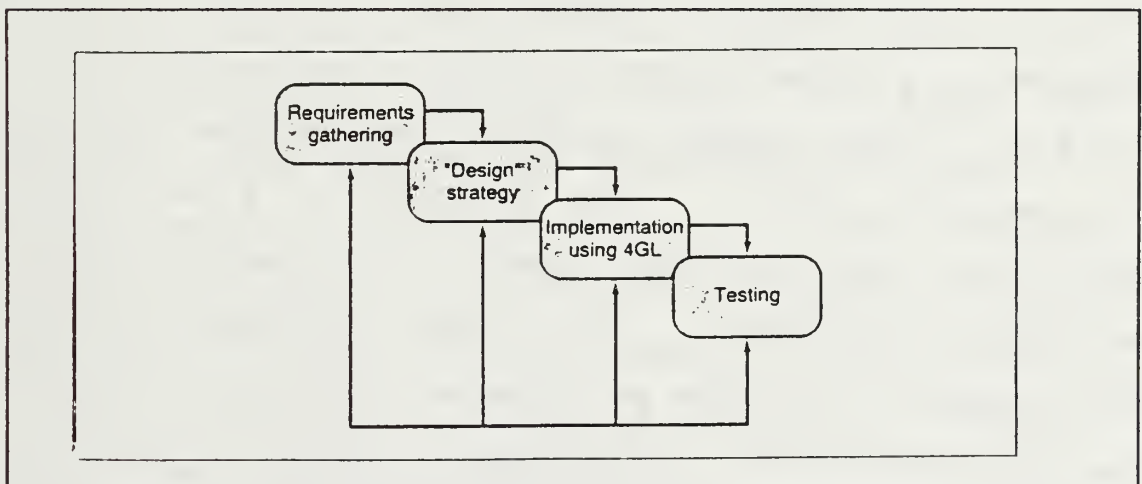 Requirements
gathering
"Design"
strategy
Implementation
using 4GL
Testing